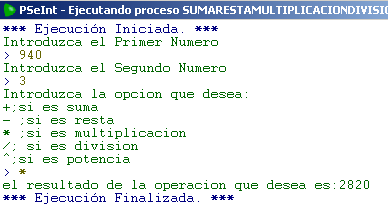 PSeInt - Ejecutando proceso SUMARESTAMULTIPLICACIONDIVISI
*** Ejecución Iniciada. ***
Introduzca el Primer Numero
> 940
Introduzca el Segundo Numero
> 3
Introduzca la opcion que desea:
+;si es suma
- ;si es resta
* ;si es multiplicacion
/; si es division
^;si es potencia
> *
el resultado de la operacion que desea es:2820
*** Ejecución Finalizada. ***